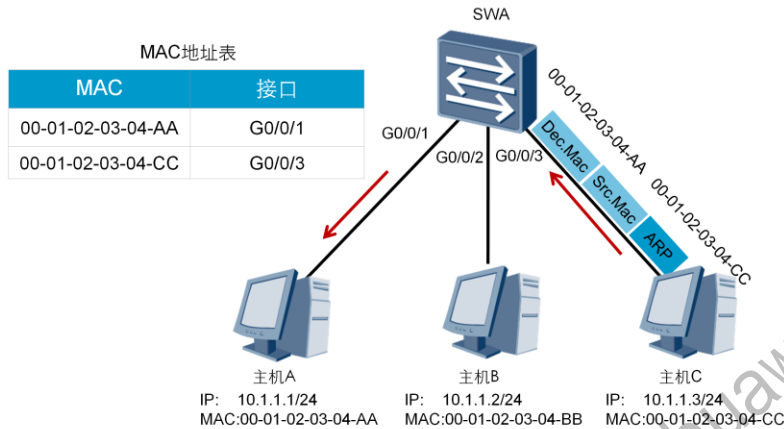 SWA
MAC地址表
MAC 接口
00-01-02-03-04-AA G0/0/1
00-01-02-03-04-CC G0/0/3
G0/0/1
G0/0/2 G0/0/3
00-01-02-03-04-AA 00-01-02-03-04-CC
Dec.Mac Src.Mac ARP
主机A 主机B 主机C
IP: 10.1.1.1/24 IP: 10.1.1.2/24 IP: 10.1.1.3/24
MAC:00-01-02-03-04-AA MAC:00-01-02-03-04-BB MAC:00-01-02-03-04-CC